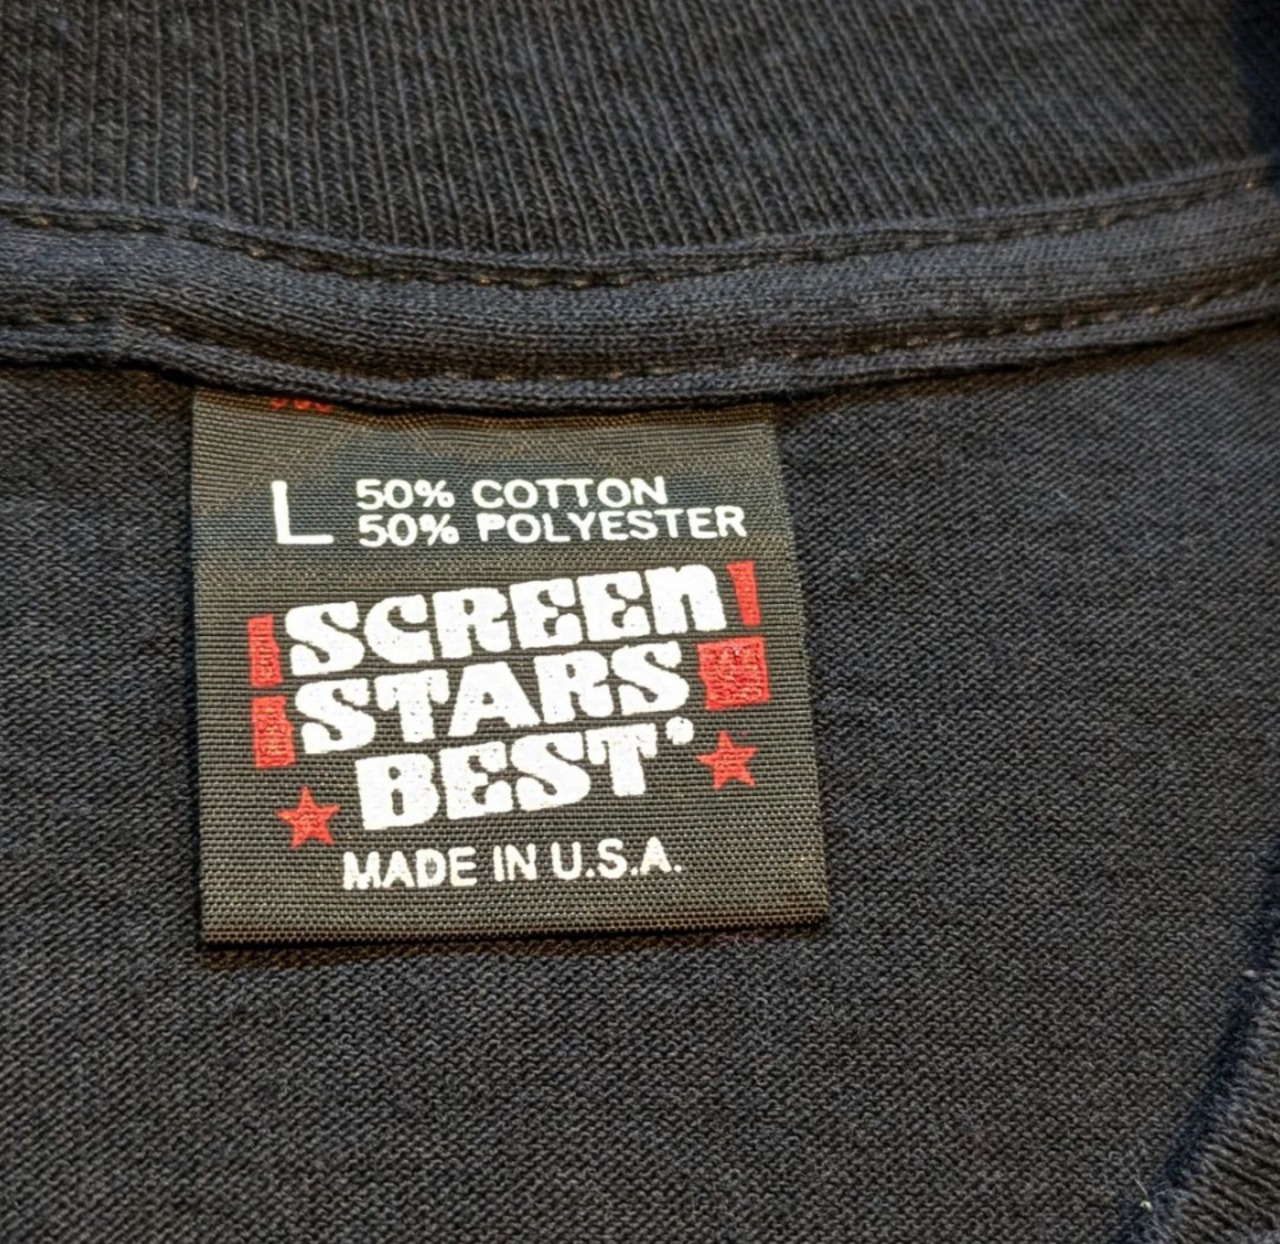 L 50% COTTON
50% POLYESTER
SCREEn
STARS
BEST
MADE IN U.S.A.